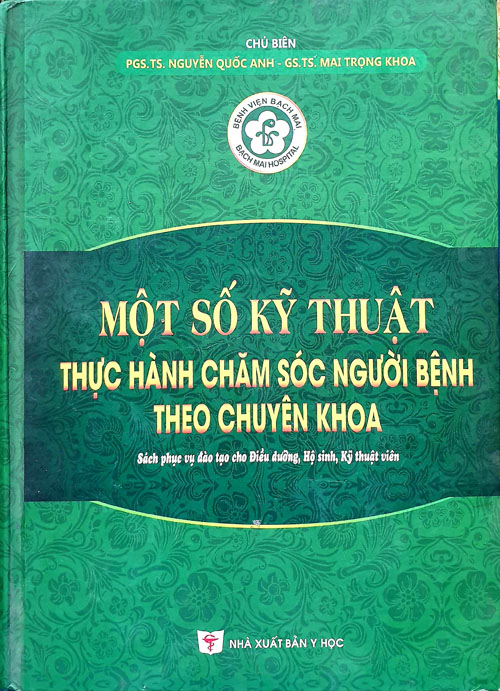 CHỦ BIÊN
PGS.TS. NGUYỄN QUỐC ANH - GS.TS. MAI TRỌNG KHOA
BỆNH VIỆN BẠCH MAI
BACH MAI HOSPITAL
MỘT SỐ KỸ THUẬT
THỰC HÀNH CHĂM SÓC NGƯỜI BỆNH
THEO CHUYÊN KHOA
Sách phục vụ đào tạo cho Điều dưỡng, Hộ sinh, Kỹ thuật viên
NHÀ XUẤT BẢN Y HỌC